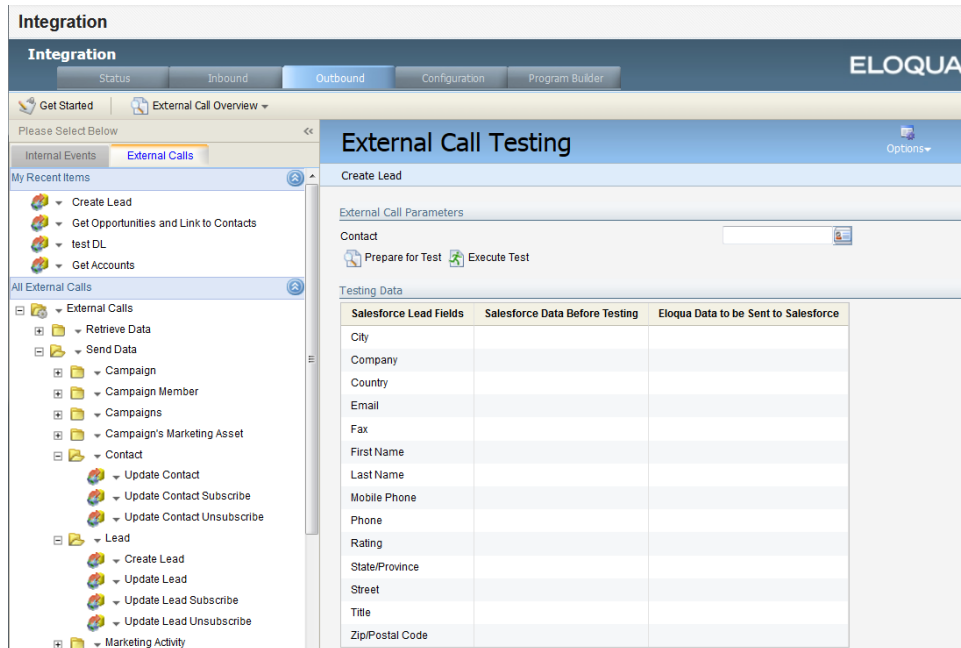 Integration
Integration
ELOQUA
Status Inbound Outbound Configuration Program Builder
Get Started External Call Overview
Please Select Below
Internal Events External Calls
My Recent Items
Create Lead
Get Opportunities and Link to Contacts
test DL
Get Accounts
All External Calls
External Calls
Retrieve Data
Send Data
Campaign
Campaign Member
Campaigns
Campaign's Marketing Asset
Contact
Update Contact
Update Contact Subscribe
Update Contact Unsubscribe
Lead
Create Lead
Update Lead
Update Lead Subscribe
Update Lead Unsubscribe
Marketing Activity
External Call Testing
Options
Create Lead
External Call Parameters
Contact
Prepare for Test Execute Test
Testing Data
Salesforce Lead Fields Salesforce Data Before Testing Eloqua Data to be Sent to Salesforce
City
Company
Country
Email
Fax
First Name
Last Name
Mobile Phone
Phone
Rating
State/Province
Street
Title
Zip/Postal Code